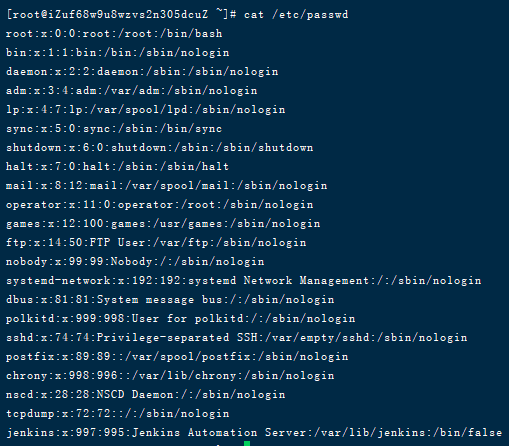 [root@iZuf68w9u8wzvs2n305dcuZ ~]# cat /etc/passwd
root:x:0:0:root:/root:/bin/bash
bin:x:1:1:bin:/bin:/sbin/nologin
daemon:x:2:2:daemon:/sbin:/sbin/nologin
adm:x:3:4:adm:/var/adm:/sbin/nologin
lp:x:4:7:lp:/var/spool/lpd:/sbin/nologin
sync:x:5:0:sync:/sbin:/bin/sync
shutdown:x:6:0:shutdown:/sbin:/sbin/shutdown
halt:x:7:0:halt:/sbin:/sbin/halt
mail:x:8:12:mail:/var/spool/mail:/sbin/nologin
operator:x:11:0:operator:/root:/sbin/nologin
games:x:12:100:games:/usr/games:/sbin/nologin
ftp:x:14:50:FTP User:/var/ftp:/sbin/nologin
nobody:x:99:99:Nobody:/:/sbin/nologin
systemd-network:x:192:192:systemd Network Management:/:/sbin/nologin
dbus:x:81:81:System message bus:/:/sbin/nologin
polkitd:x:999:998:User for polkitd:/:/sbin/nologin
sshd:x:74:74:Privilege-separated SSH:/var/empty/sshd:/sbin/nologin
postfix:x:89:89::/var/spool/postfix:/sbin/nologin
chrony:x:998:996::/var/lib/chrony:/sbin/nologin
nscd:x:28:28:NSCD Daemon:/:/sbin/nologin
tcpdump:x:72:72::/:/sbin/nologin
jenkins:x:997:995:Jenkins Automation Server:/var/lib/jenkins:/bin/false